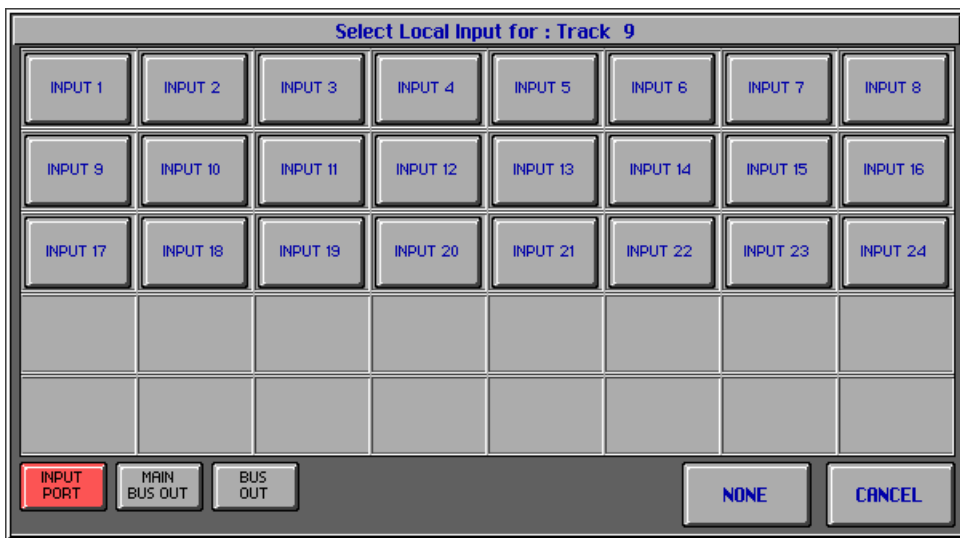 Select Local Input for : Track 9
INPUT 1 INPUT 2 INPUT 3 INPUT 4 INPUT 5 INPUT 6 INPUT 7 INPUT 8
INPUT 9 INPUT 10 INPUT 11 INPUT 12 INPUT 13 INPUT 14 INPUT 15 INPUT 16
INPUT 17 INPUT 18 INPUT 19 INPUT 20 INPUT 21 INPUT 22 INPUT 23 INPUT 24
INPUT PORT
MAIN BUS OUT
BUS OUT
NONE
CANCEL